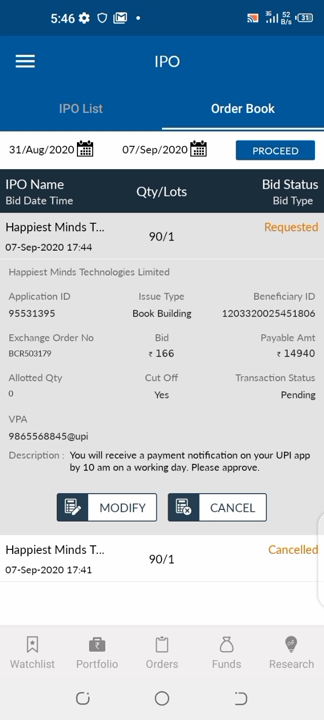 5:46
52
B/s
31
IPO
IPO List
Order Book
31/Aug/2020
07/Sep/2020
PROCEED
IPO Name
Bid Date Time
Qty/Lots
Bid Status
Bid Type
Happiest Minds T...
07-Sep-2020 17:44
90/1
Requested
Happiest Minds Technologies Limited
Application ID
Issue Type
Beneficiary ID
95531395
Book Building
1203320025451806
Exchange Order No
Bid
Payable Amt
BCR503179
₹ 166
₹ 14940
Allotted Qty
Cut Off
Transaction Status
0
Yes
Pending
VPA
9865568845@upi
Description : You will receive a payment notification on your UPI app
by 10 am on a working day. Please approve.
MODIFY
CANCEL
Happiest Minds T...
07-Sep-2020 17:41
90/1
Cancelled
Watchlist
Portfolio
Orders
Funds
Research